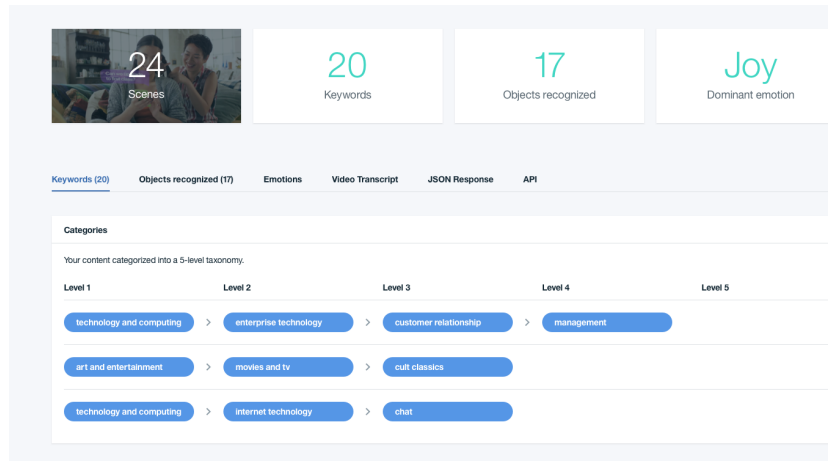 24
Scenes
20
Keywords
17
Objects recognized
Joy
Dominant emotion
Keywords (20) Objects recognized (17) Emotions Video Transcript JSON Response API
Categories
Your content categorized into a 5-level taxonomy.
Level 1 Level 2 Level 3 Level 4 Level 5
technology and computing > enterprise technology > customer relationship > management
art and entertainment > movies and tv > cult classics
technology and computing > internet technology > chat